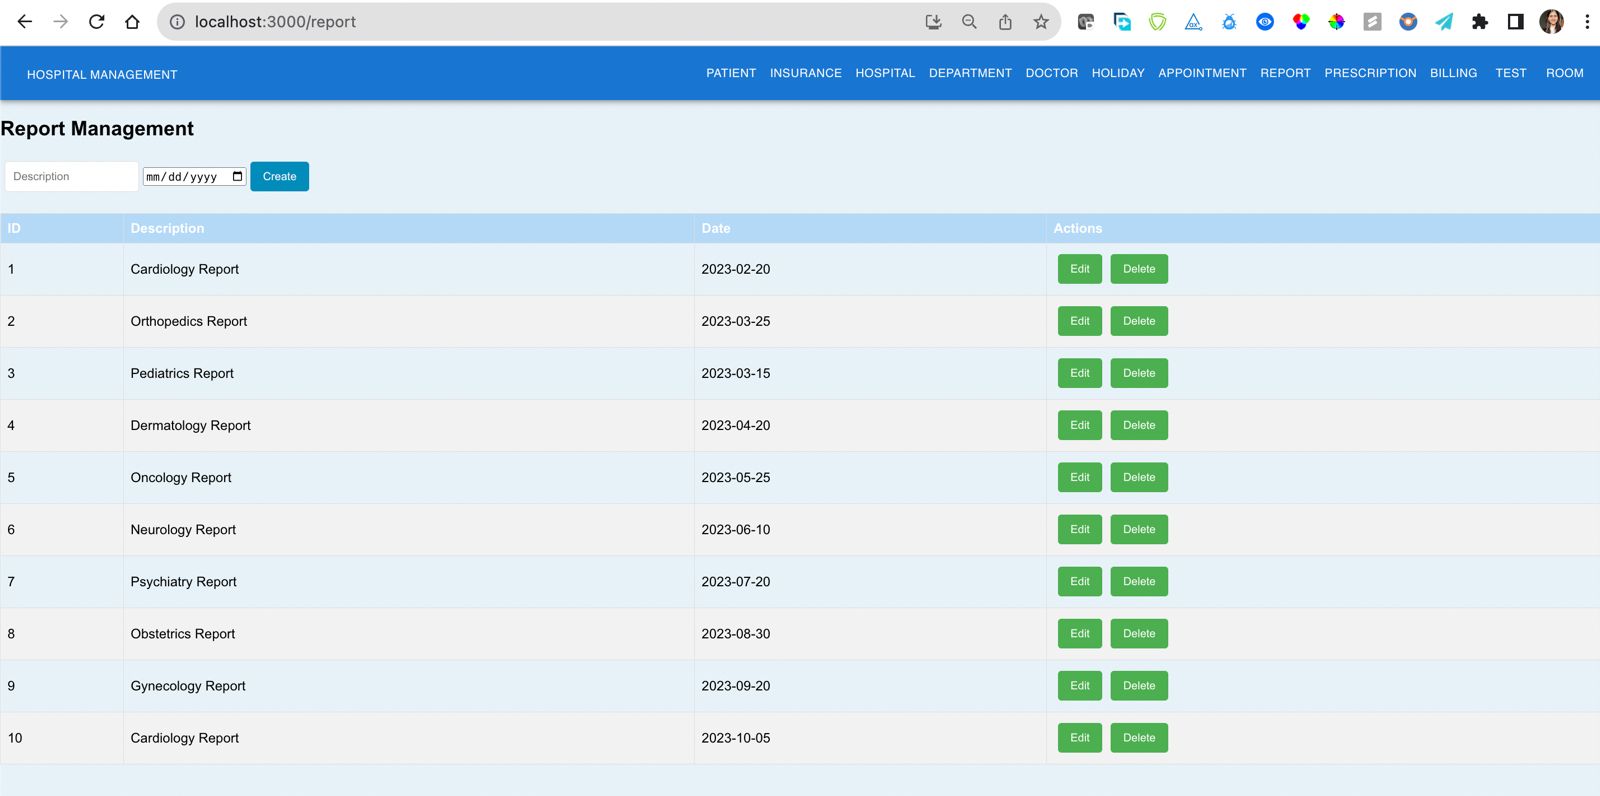 localhost:3000/report
HOSPITAL MANAGEMENT PATIENT INSURANCE HOSPITAL DEPARTMENT DOCTOR HOLIDAY APPOINTMENT REPORT PRESCRIPTION BILLING TEST ROOM
Report Management
Description mm/dd/yyyy Create
ID Description Date Actions
1 Cardiology Report 2023-02-20 Edit Delete
2 Orthopedics Report 2023-03-25 Edit Delete
3 Pediatrics Report 2023-03-15 Edit Delete
4 Dermatology Report 2023-04-20 Edit Delete
5 Oncology Report 2023-05-25 Edit Delete
6 Neurology Report 2023-06-10 Edit Delete
7 Psychiatry Report 2023-07-20 Edit Delete
8 Obstetrics Report 2023-08-30 Edit Delete
9 Gynecology Report 2023-09-20 Edit Delete
10 Cardiology Report 2023-10-05 Edit Delete